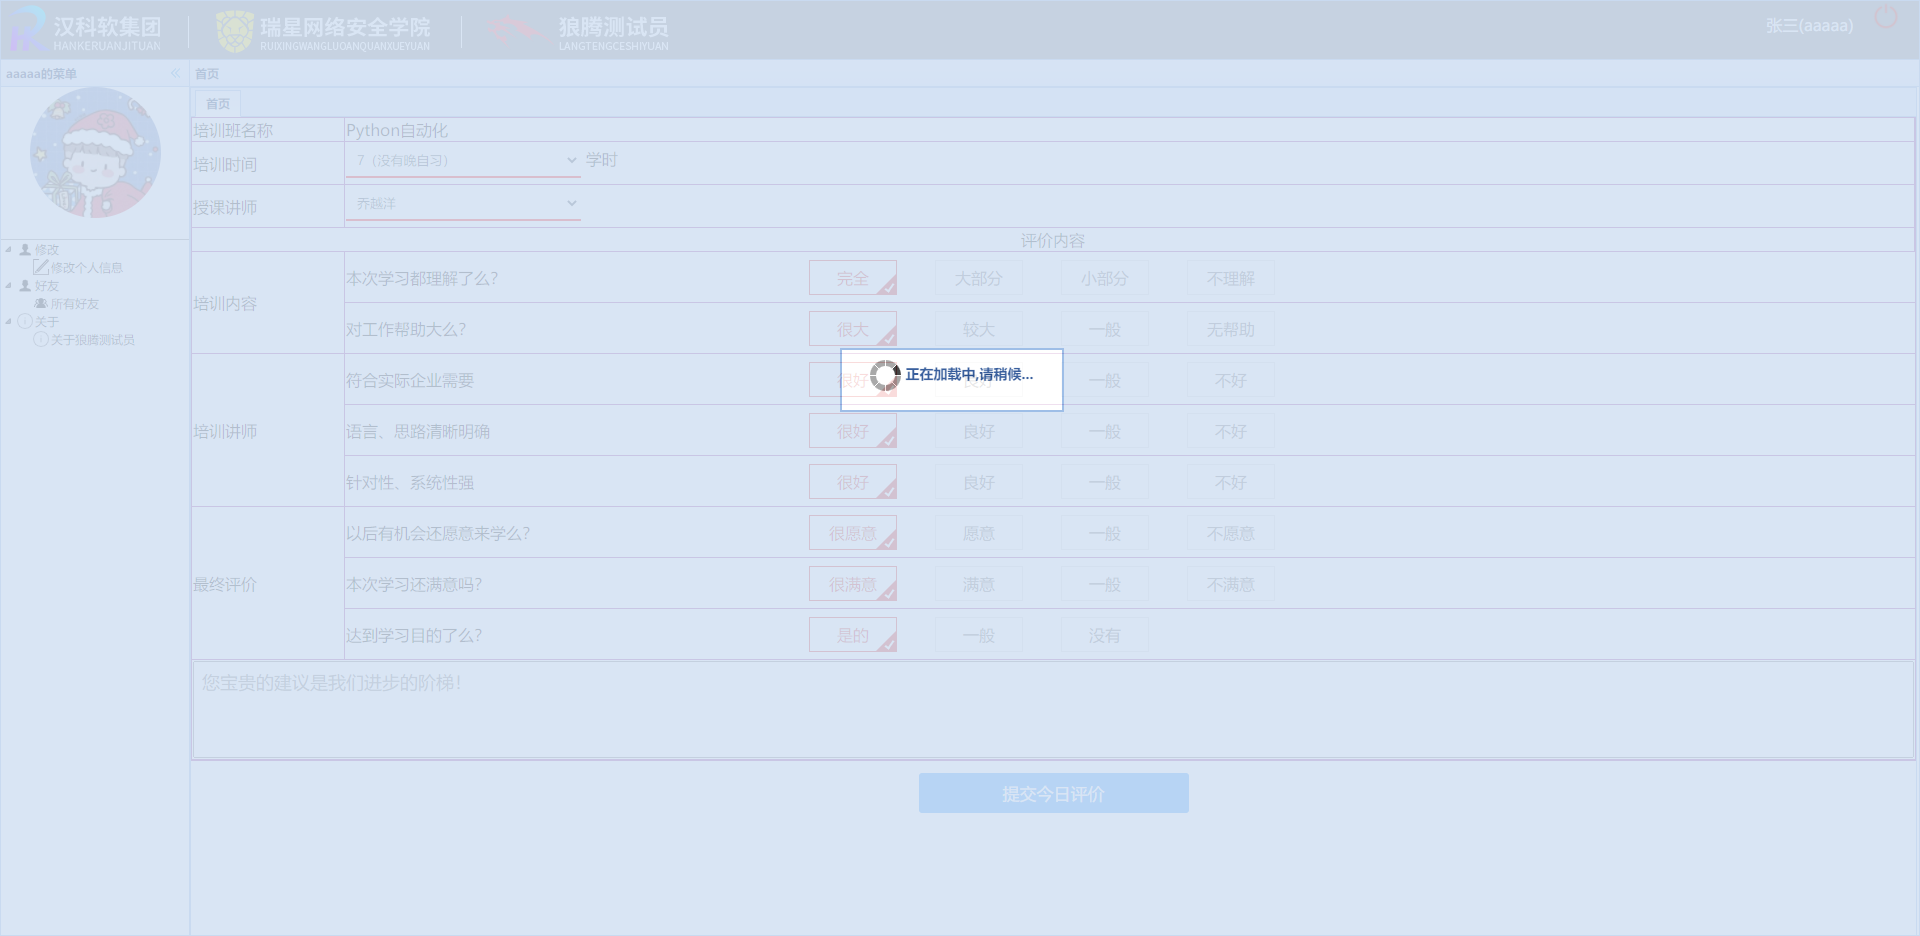 汉科软集团
HANKERUANJITUAN
瑞星网络安全学院
RUIXINGWANGLUOANQUANXUEYUAN
狼腾测试员
LANGTENGCESHIYUAN
张三(aaaaa)
aaaaa的菜单
首页
首页
修改
修改个人信息
好友
所有好友
关于
关于狼腾测试员
培训班名称 Python自动化
培训时间 7（没有晚自习） 学时
授课讲师 乔越洋
评价内容
培训内容
本次学习都理解了么? 完全 大部分 小部分 不理解
对工作帮助大么? 很大 较大 一般 无帮助
培训讲师
符合实际企业需要 很好 良好 一般 不好
正在加载中,请稍候...
语言、思路清晰明确 很好 良好 一般 不好
针对性、系统性强 很好 良好 一般 不好
最终评价
以后有机会还愿意来学么? 很愿意 愿意 一般 不愿意
本次学习还满意吗? 很满意 满意 一般 不满意
达到学习目的了么? 是的 一般 没有
您宝贵的建议是我们进步的阶梯!
提交今日评价